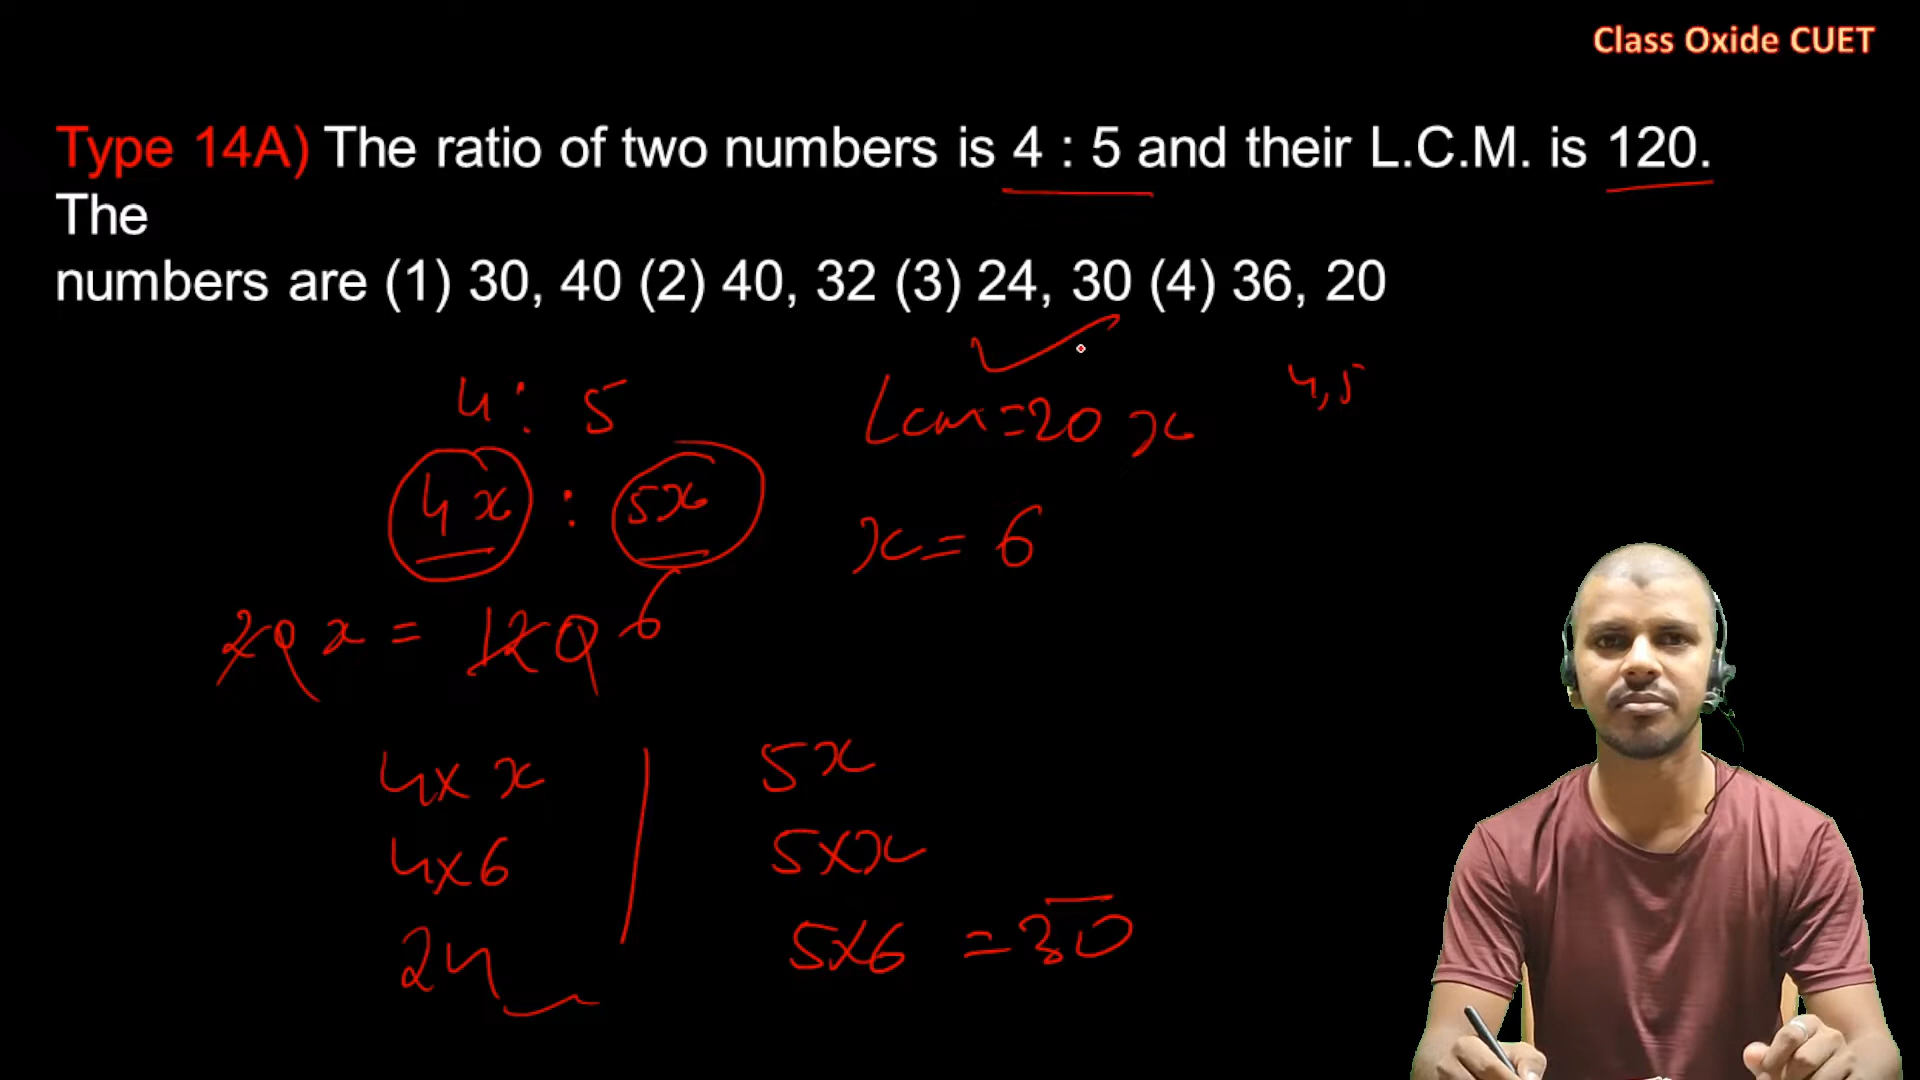 Class Oxide CUET
Type 14A) The ratio of two numbers is 4 : 5 and their L.C.M. is 120.
The
numbers are (1) 30, 40 (2) 40, 32 (3) 24, 30 (4) 36, 20
4 : 5
Lcm=20x
4,5
4x : 5x
x = 6
20x = 120 6
4 x x
5x
4x6
5xx
24
5x6 = 30